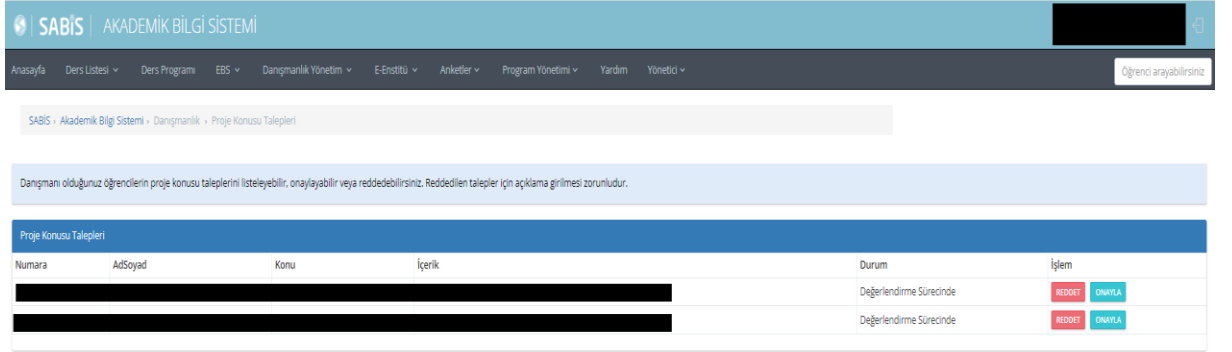 SABİS AKADEMİK BİLGİ SİSTEMİ
Anasayfa Ders Listesi Ders Programı EBS Danışmanlık Yönetim E-Enstitü Anketler Program Yönetimi Yardım Yönetici Öğrenci arayabilirsiniz
SABİS › Akademik Bilgi Sistemi › Danışmanlık › Proje Konusu Talepleri
Danışmanı olduğunuz öğrencilerin proje konusu taleplerini listeleyebilir, onaylayabilir veya reddedebilirsiniz. Reddedilen talepler için açıklama girilmesi zorunludur.
Proje Konusu Talepleri
Numara AdSoyad Konu İçerik Durum İşlem
Değerlendirme Sürecinde REDDET ONAYLA
Değerlendirme Sürecinde REDDET ONAYLA